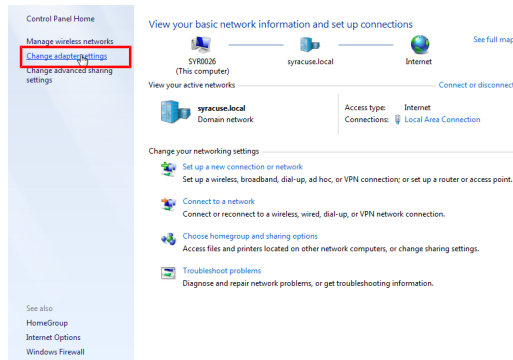 Control Panel Home
Manage wireless networks
Change adapter settings
Change advanced sharing
settings
See also
HomeGroup
Internet Options
Windows Firewall
View your basic network information and set up connections
See full map
SYR0026
(This computer)
syracuse.local
Internet
View your active networks
Connect or disconnect
syracuse.local
Domain network
Access type: Internet
Connections: Local Area Connection
Change your networking settings
Set up a new connection or network
Set up a wireless, broadband, dial-up, ad hoc, or VPN connection; or set up a router or access point.
Connect to a network
Connect or reconnect to a wireless, wired, dial-up, or VPN network connection.
Choose homegroup and sharing options
Access files and printers located on other network computers, or change sharing settings.
Troubleshoot problems
Diagnose and repair network problems, or get troubleshooting information.